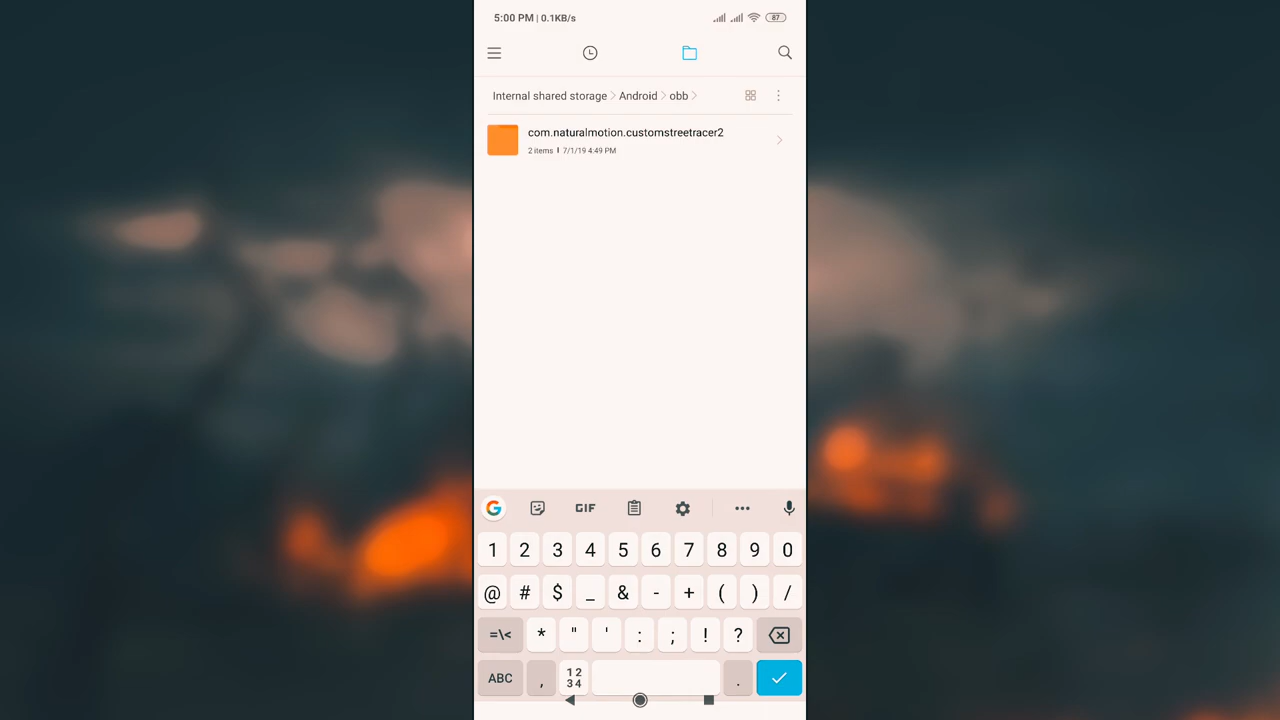 5:00 PM | 0.1KB/s 87
Internal shared storage > Android > obb >
com.naturalmotion.customstreetracer2
2 items | 7/1/19 4:49 PM
G GIF
1 2 3 4 5 6 7 8 9 0
@ # $ _ & - + ( ) /
=\< * " ' : ; ! ?
ABC , 12 34 .